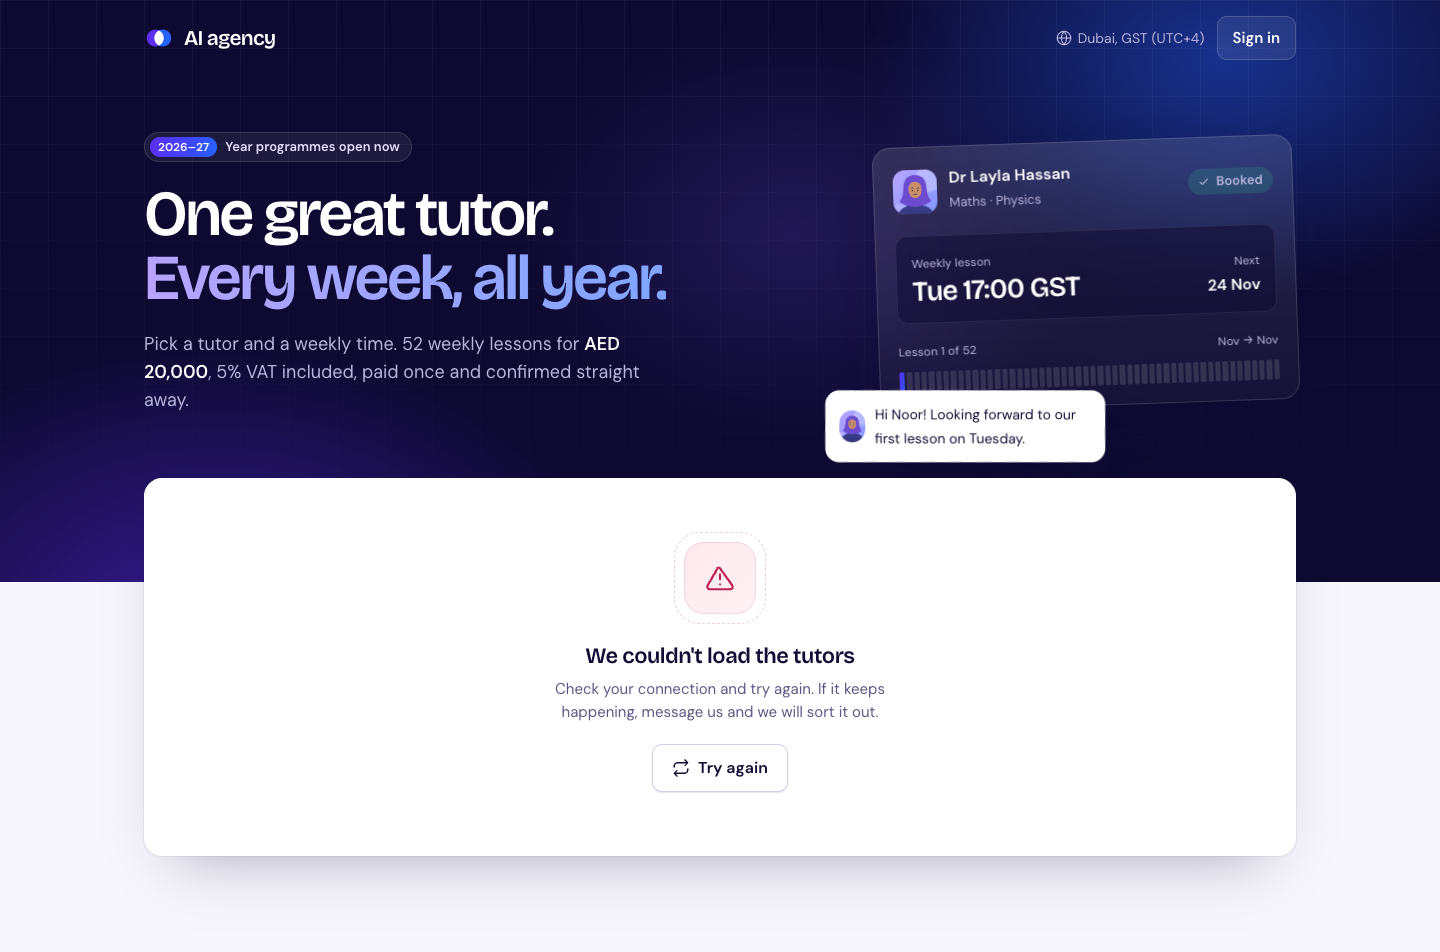 AI agency
Dubai, GST (UTC+4)
Sign in
2026–27 Year programmes open now
One great tutor.
Every week, all year.
Pick a tutor and a weekly time. 52 weekly lessons for AED
20,000, 5% VAT included, paid once and confirmed straight
away.
Dr Layla Hassan
Maths · Physics
Booked
Weekly lesson
Next
Tue 17:00 GST
24 Nov
Lesson 1 of 52
Nov → Nov
Hi Noor! Looking forward to our
first lesson on Tuesday.
We couldn't load the tutors
Check your connection and try again. If it keeps
happening, message us and we will sort it out.
Try again